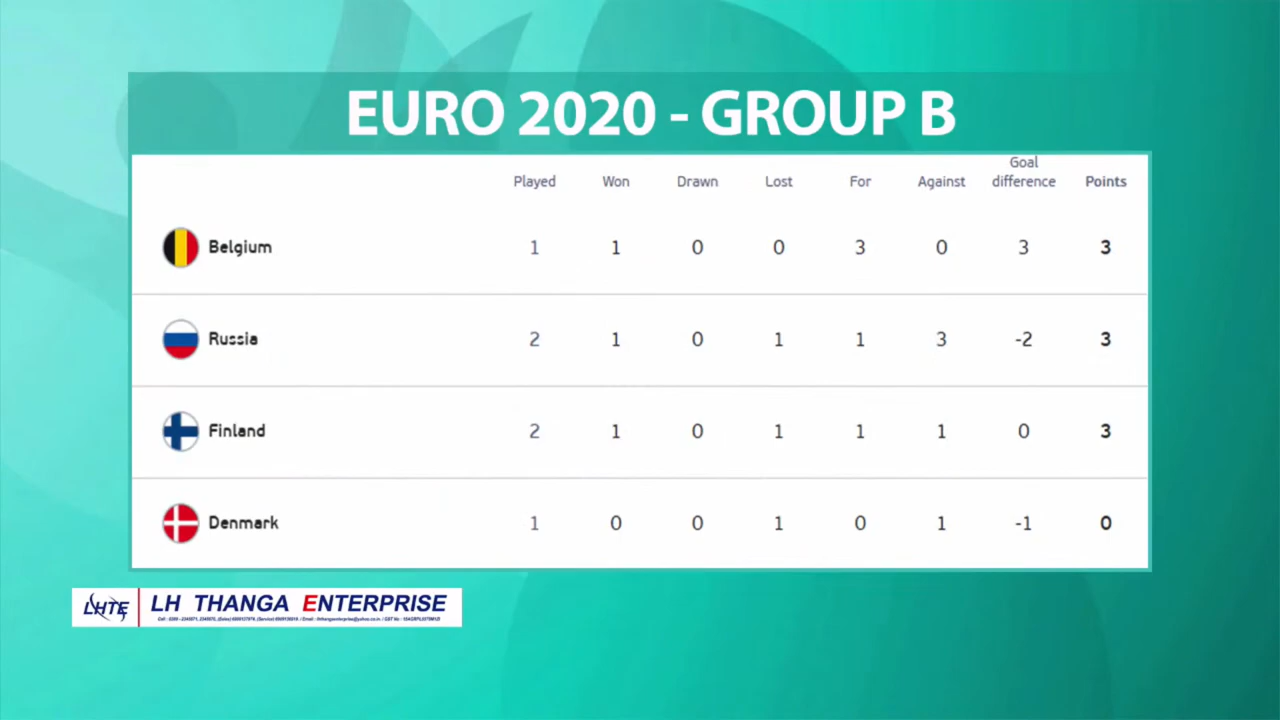 EURO 2020 - GROUP B
Played Won Drawn Lost For Against Goal difference Points
Belgium 1 1 0 0 3 0 3 3
Russia 2 1 0 1 1 3 -2 3
Finland 2 1 0 1 1 1 0 3
Denmark 1 0 0 1 0 1 -1 0
LHTE LH THANGA ENTERPRISE